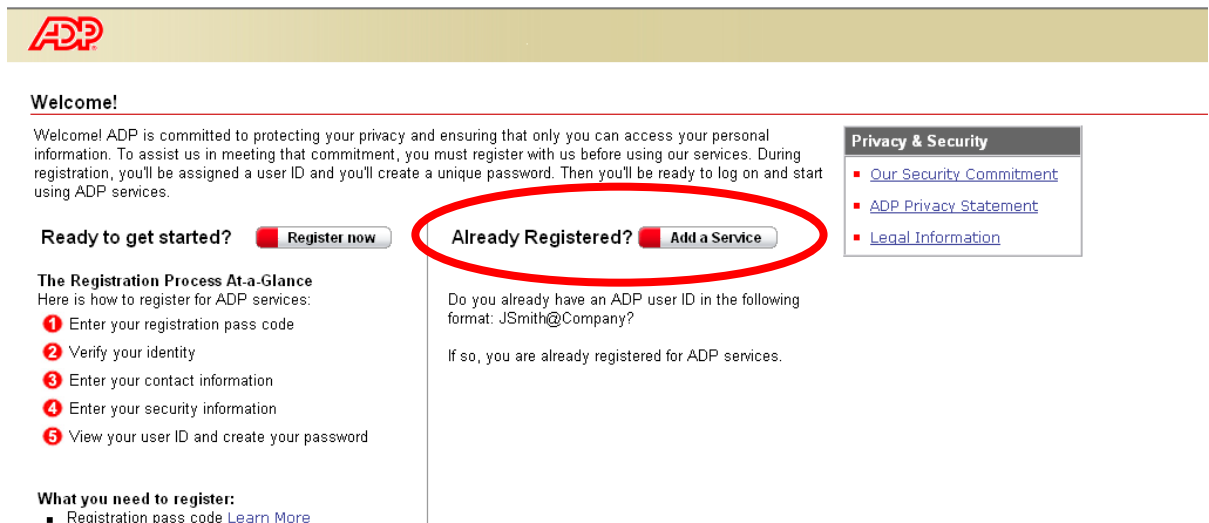 ADP
Welcome!
Welcome! ADP is committed to protecting your privacy and ensuring that only you can access your personal
information. To assist us in meeting that commitment, you must register with us before using our services. During
registration, you'll be assigned a user ID and you'll create a unique password. Then you'll be ready to log on and start
using ADP services.
Ready to get started?
Register now
The Registration Process At-a-Glance
Here is how to register for ADP services:
1 Enter your registration pass code
2 Verify your identity
3 Enter your contact information
4 Enter your security information
5 View your user ID and create your password
What you need to register:
Registration pass code Learn More
Already Registered?
Add a Service
Do you already have an ADP user ID in the following
format: JSmith@Company?
If so, you are already registered for ADP services.
Privacy & Security
Our Security Commitment
ADP Privacy Statement
Legal Information